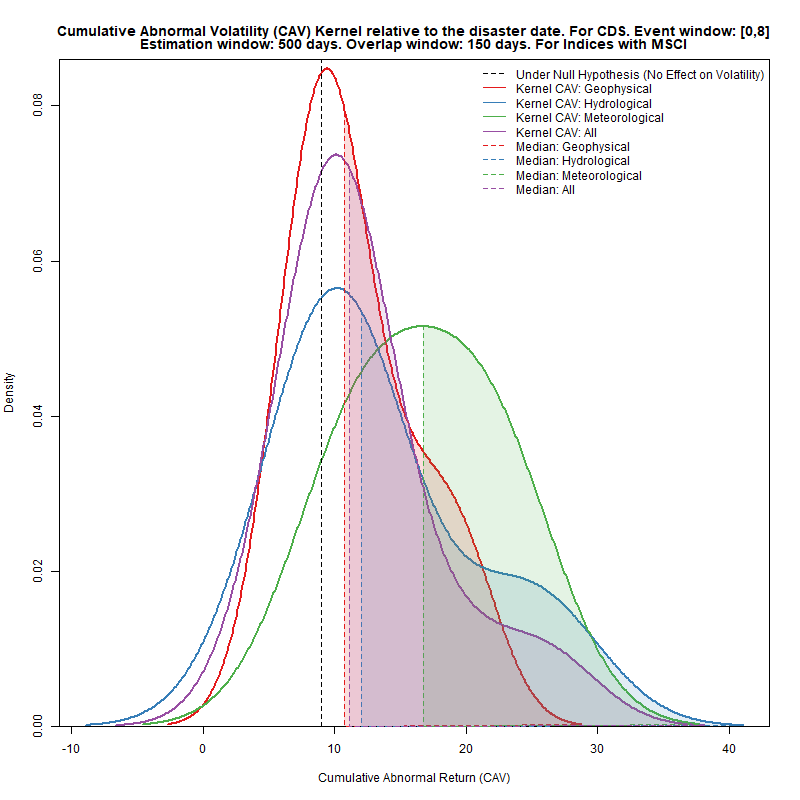 Cumulative Abnormal Volatility (CAV) Kernel relative to the disaster date. For CDS. Event window: [0,8]
Estimation window: 500 days. Overlap window: 150 days. For Indices with MSCI
Under Null Hypothesis (No Effect on Volatility)
Kernel CAV: Geophysical
Kernel CAV: Hydrological
Kernel CAV: Meteorological
Kernel CAV: All
Median: Geophysical
Median: Hydrological
Median: Meteorological
Median: All
Density
0.08
0.06
0.04
0.02
0.00
-10 0 10 20 30 40
Cumulative Abnormal Return (CAV)